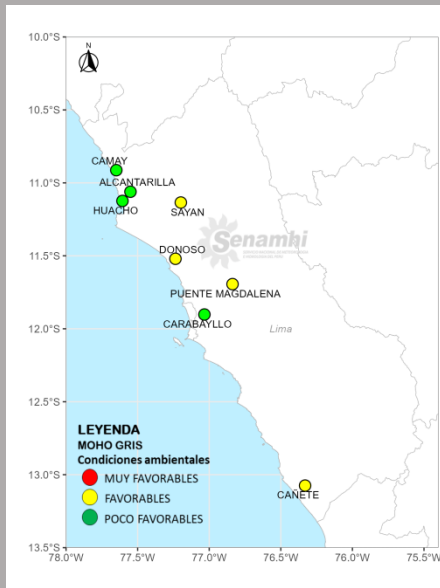 10.0°S
N
10.5°S
CAMAY
11.0°S
ALCANTARILLA
HUACHO
SAYAN
Senamhi
11.5°S
DONOSO
PUENTE MAGDALENA
12.0°S
CARABAYLLO
Lima
12.5°S
LEYENDA
MOHO GRIS
Condiciones ambientales
MUY FAVORABLES
FAVORABLES
POCO FAVORABLES
13.0°S
CAÑETE
13.5°S
78.0°W 77.5°W 77.0°W 76.5°W 76.0°W 75.5°W